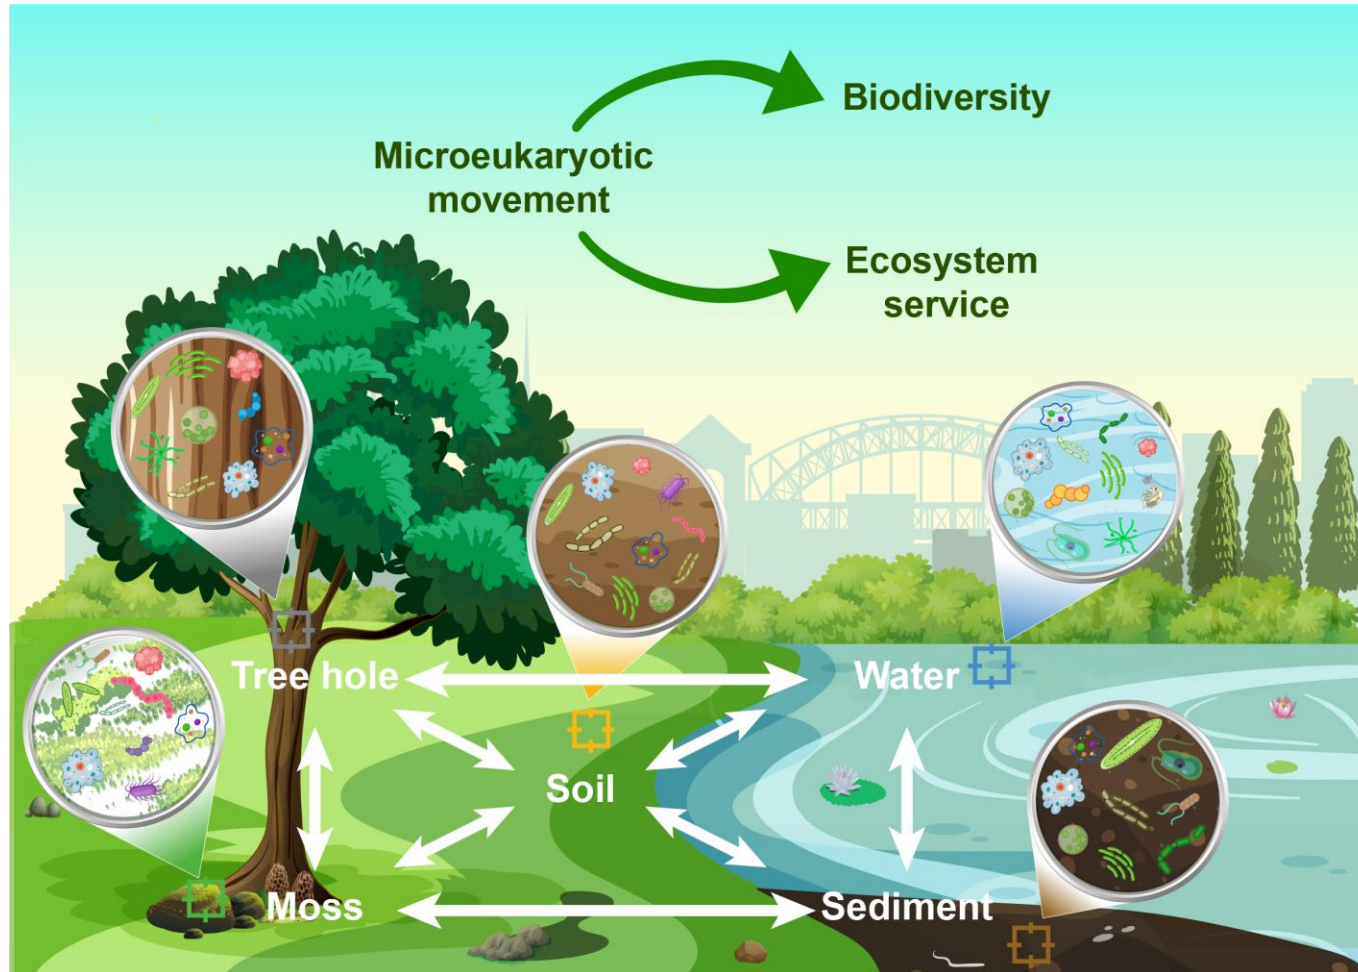 Biodiversity
Microeukaryotic
movement
Ecosystem
service
Tree hole
Water
Soil
Moss
Sediment